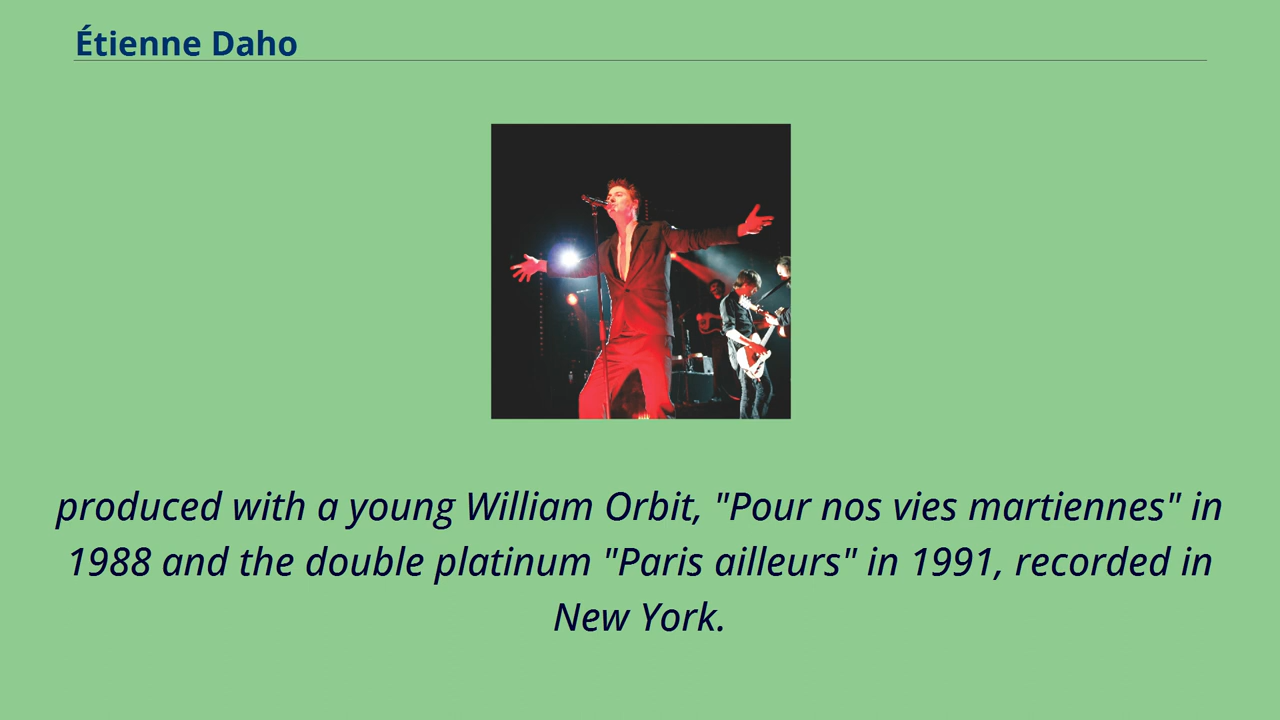 Étienne Daho
produced with a young William Orbit, "Pour nos vies martiennes" in
1988 and the double platinum "Paris ailleurs" in 1991, recorded in
New York.